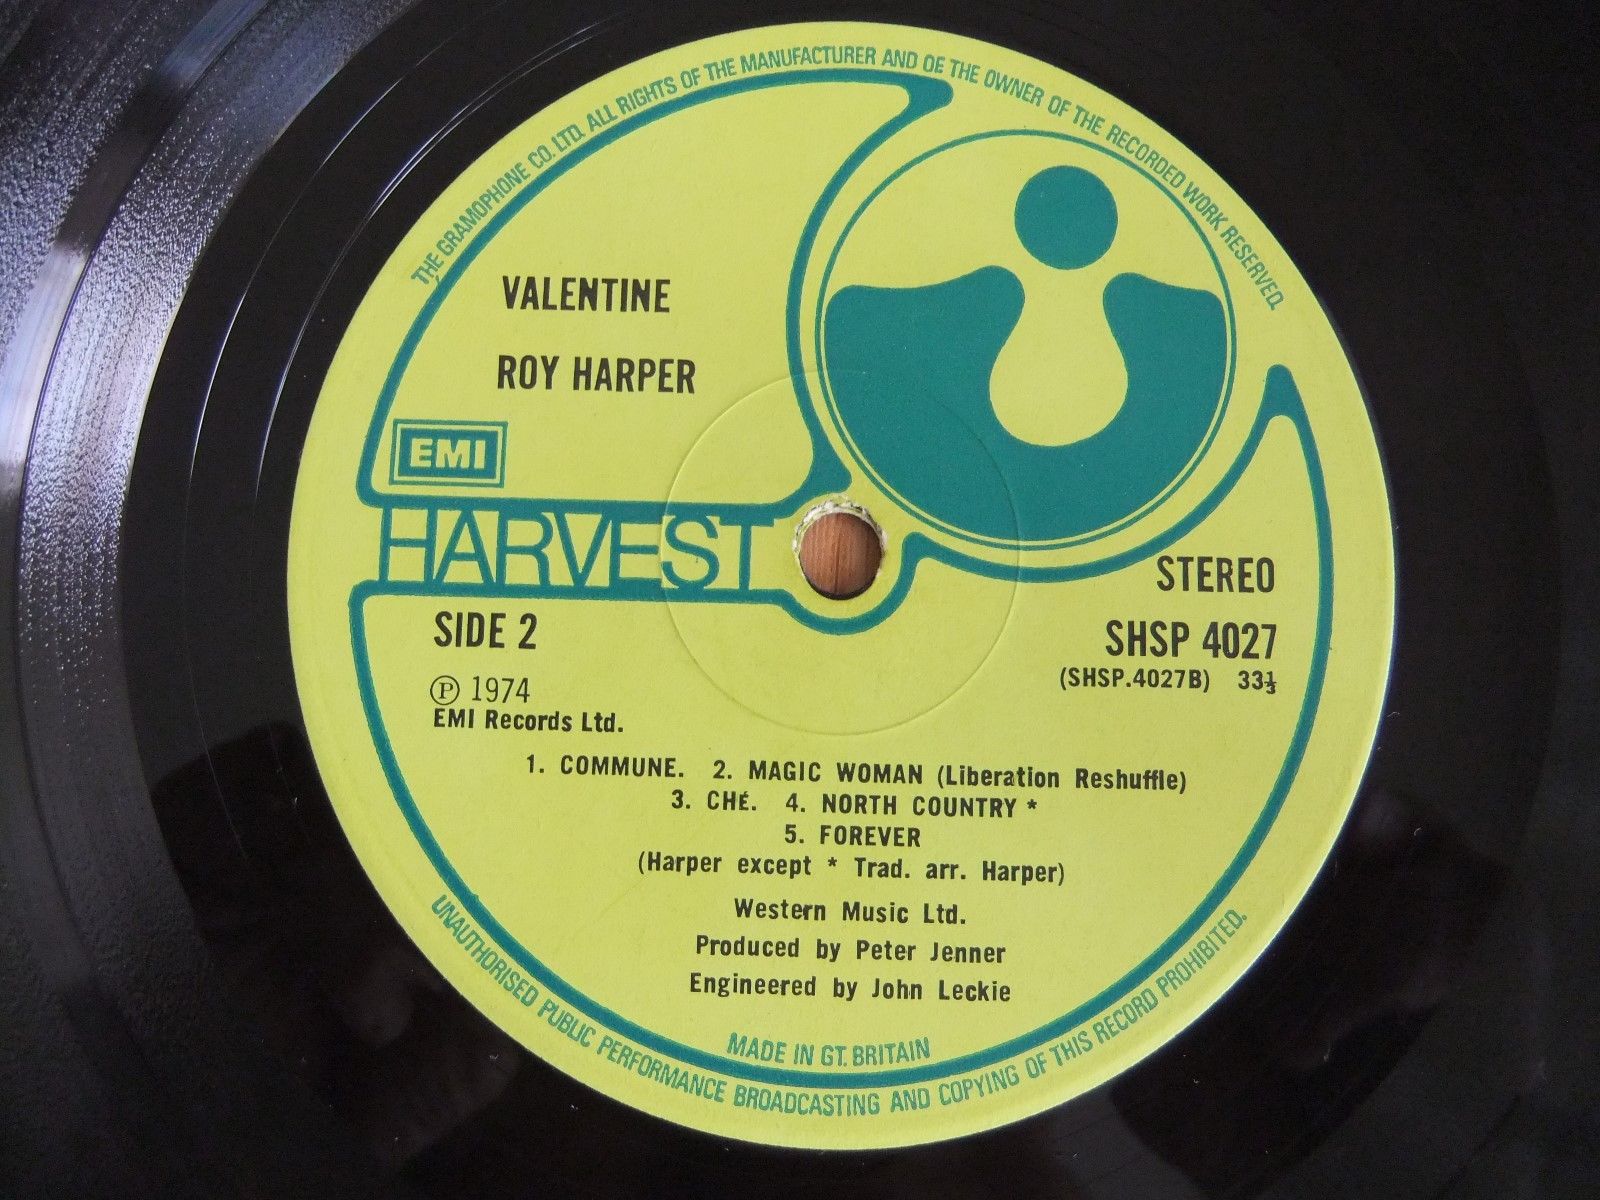 THE GRAMOPHONE CO. LTD. ALL RIGHTS OF THE MANUFACTURER AND OF THE OWNER OF THE RECORDED WORK RESERVED.
VALENTINE
ROY HARPER
EMI
HARVEST
STEREO
SIDE 2
SHSP 4027
(SHSP.4027B) 33⅓
℗ 1974
EMI Records Ltd.
1. COMMUNE. 2. MAGIC WOMAN (Liberation Reshuffle)
3. CHÉ. 4. NORTH COUNTRY *
5. FOREVER
(Harper except * Trad. arr. Harper)
Western Music Ltd.
Produced by Peter Jenner
Engineered by John Leckie
MADE IN GT. BRITAIN
UNAUTHORISED PUBLIC PERFORMANCE BROADCASTING AND COPYING OF THIS RECORD PROHIBITED.